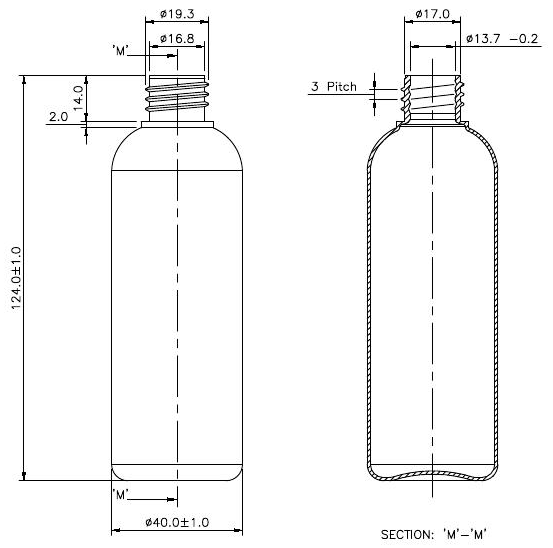 ø19.3
ø16.8
'M'
14.0
2.0
124.0±1.0
'M'
ø40.0±1.0
ø17.0
ø13.7 -0.2
3 Pitch
SECTION: 'M'-'M'